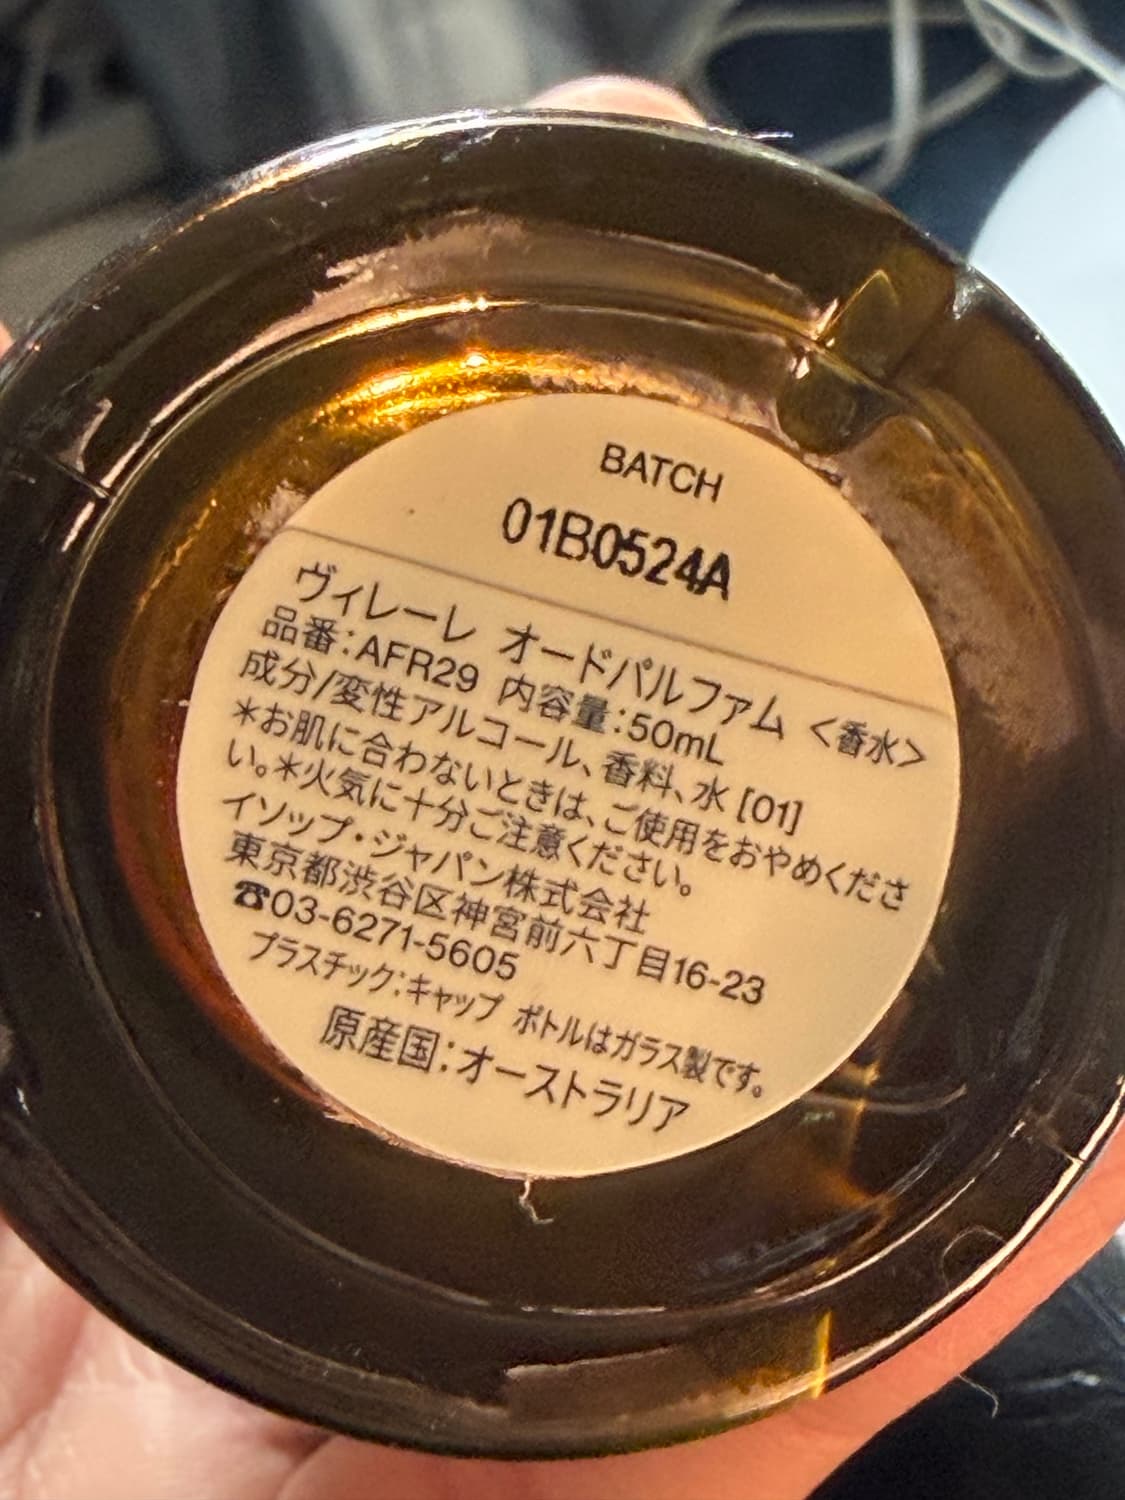 BATCH
01B0524A
ヴィレーレ オードパルファム <香水>
品番:AFR29 内容量:50mL
成分/変性アルコール、香料、水 [01]
*お肌に合わないときは、ご使用をおやめくださ
い。*火気に十分ご注意ください。
イソップ・ジャパン株式会社
東京都渋谷区神宮前六丁目16-23
☎03-6271-5605
プラスチック:キャップ ボトルはガラス製です。
原産国:オーストラリア